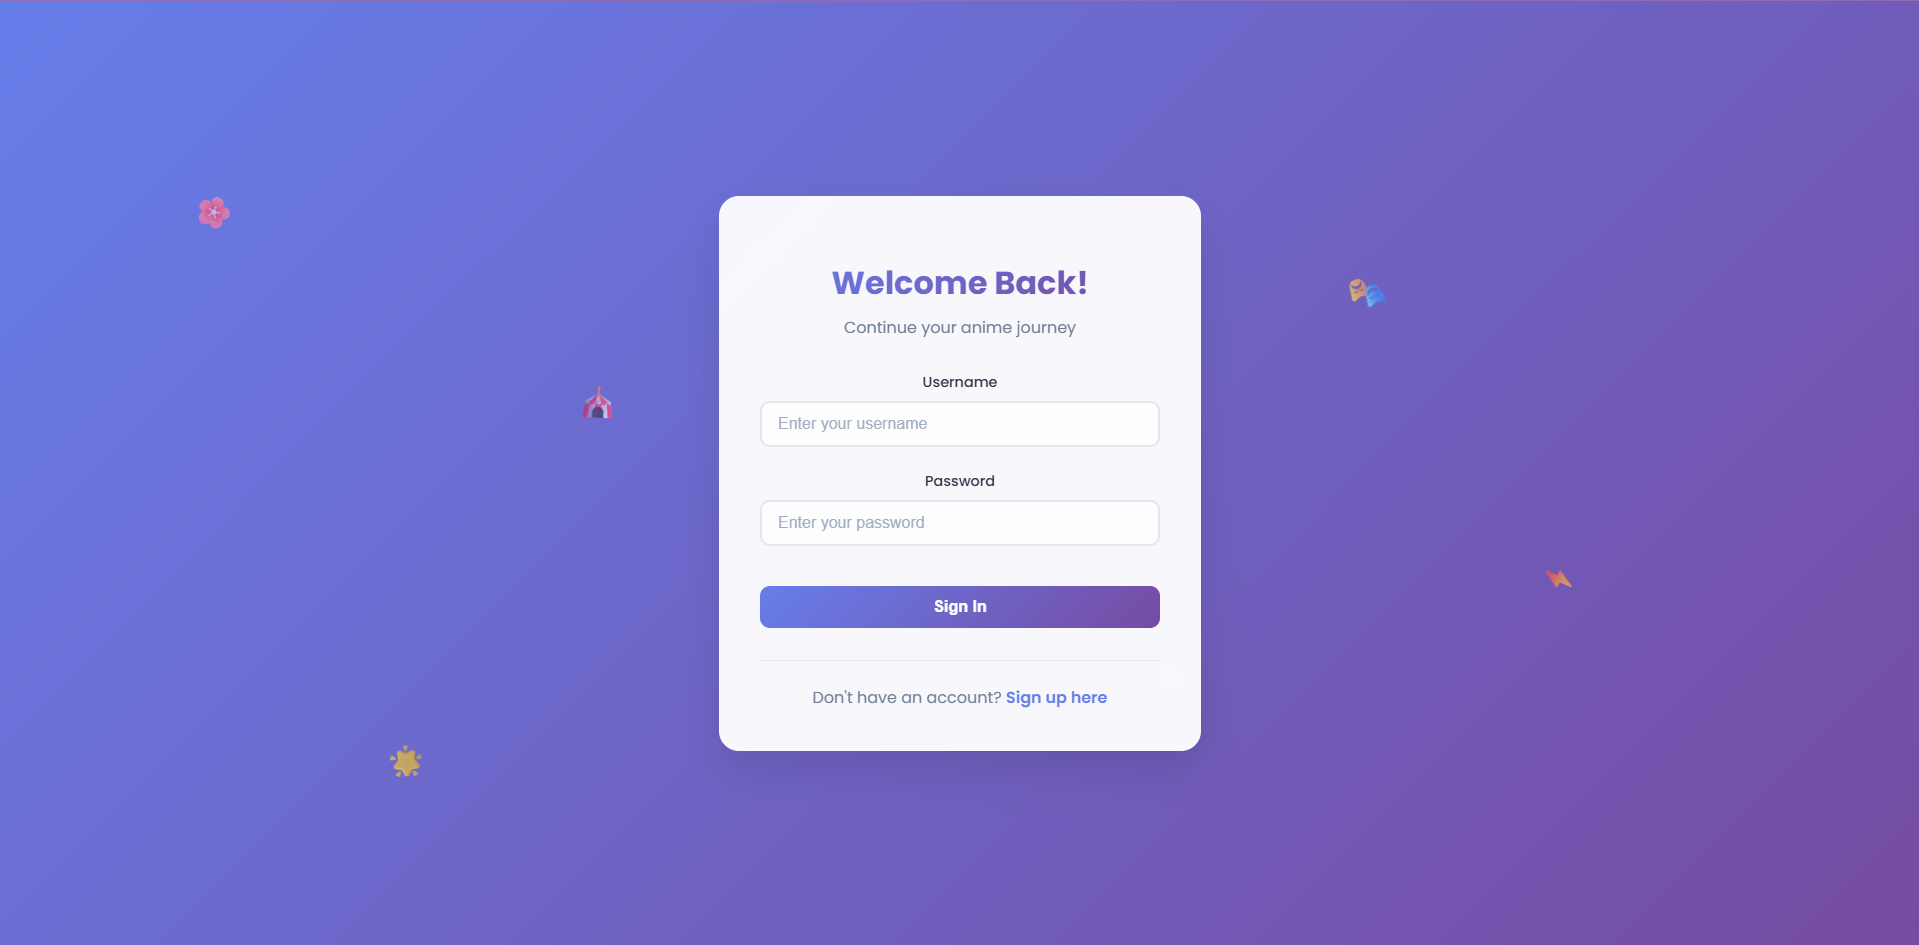 Welcome Back!
Continue your anime journey
Username
Enter your username
Password
Enter your password
Sign In
Don't have an account? Sign up here